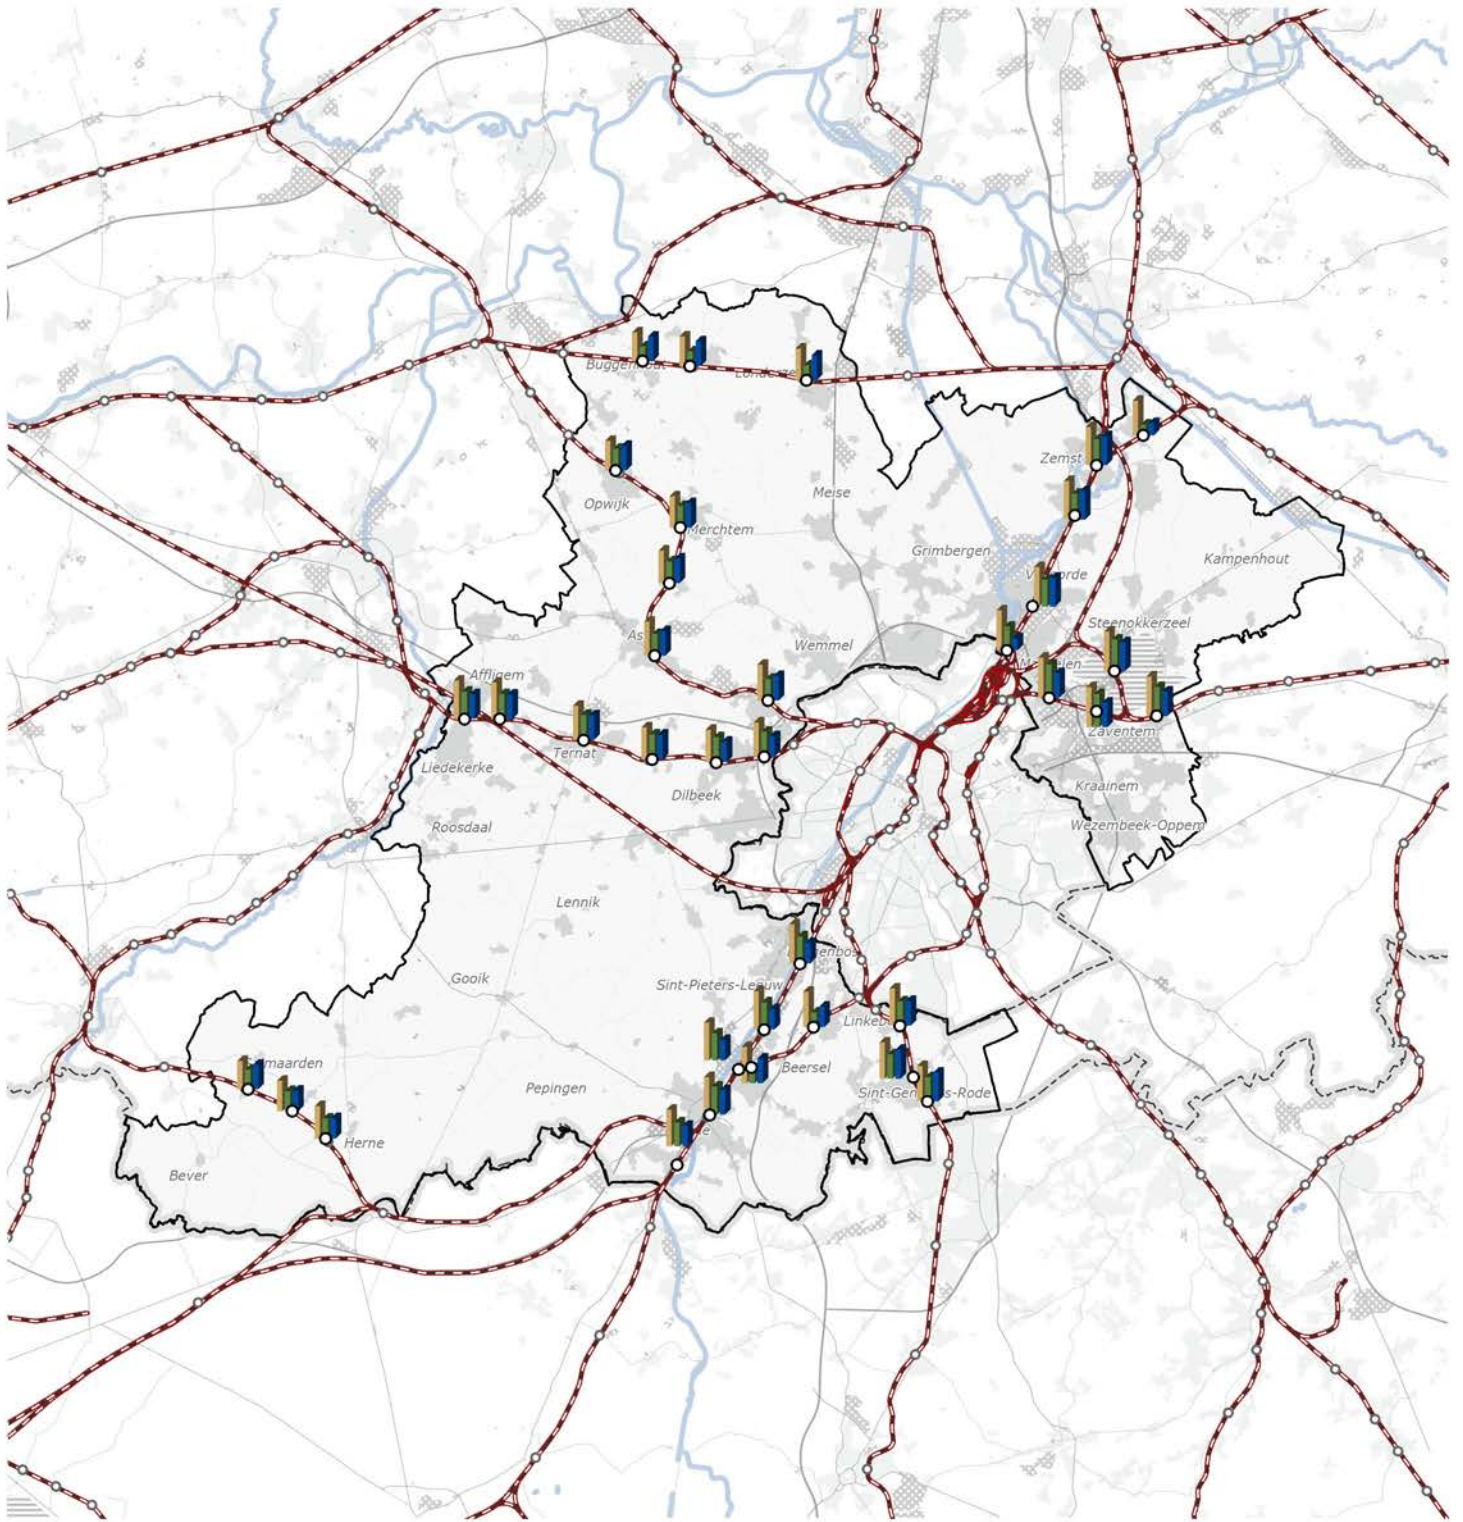 Buggenhout
Zemst
Meise
Opwijk
Merchtem
Grimbergen
Kampenhout
Steenokkerzeel
Wemmel
Affligem
Zaventem
Ternat
Liedekerke
Kraainem
Dilbeek
Roosdaal
Wezembeek-Oppem
Lennik
Gooik
Sint-Pieters-Leeuw
Beersel
Pepingen
Herne
Bever